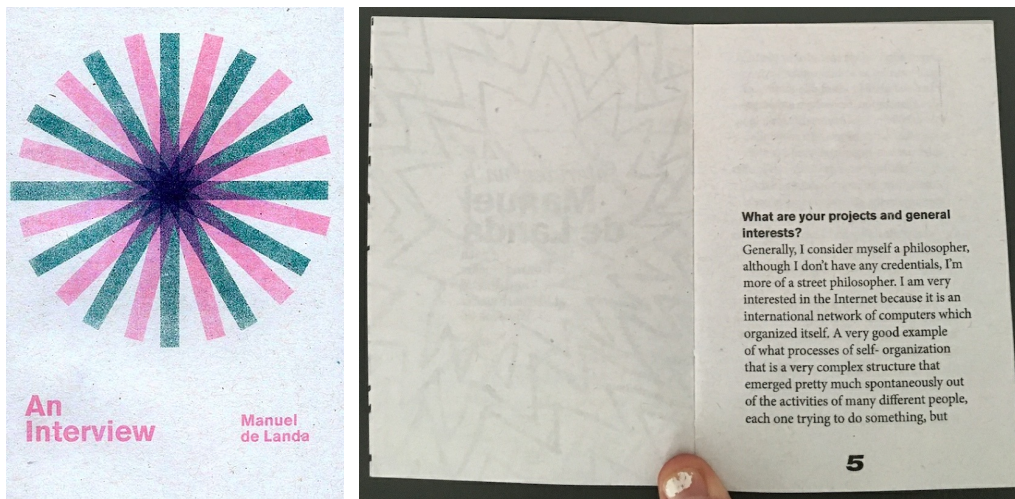 An
Interview
Manuel
de Landa
Manuel
de Landa
What are your projects and general
interests?
Generally, I consider myself a philosopher,
although I don't have any credentials, I'm
more of a street philosopher. I am very
interested in the Internet because it is an
international network of computers which
organized itself. A very good example
of what processes of self- organization
that is a very complex structure that
emerged pretty much spontaneously out
of the activities of many different people,
each one trying to do something, but
5